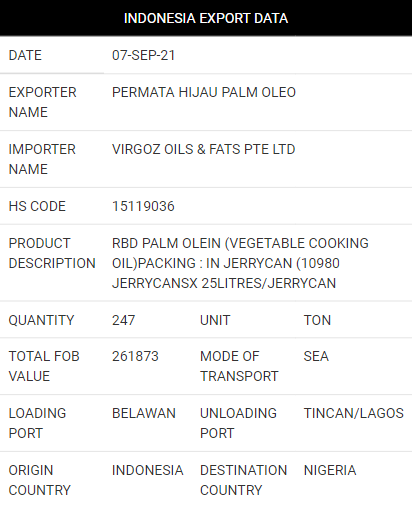 INDONESIA EXPORT DATA
DATE 07-SEP-21
EXPORTER PERMATA HIJAU PALM OLEO
NAME
IMPORTER VIRGOZ OILS & FATS PTE LTD
NAME
HS CODE 15119036
PRODUCT RBD PALM OLEIN (VEGETABLE COOKING
DESCRIPTION OIL)PACKING : IN JERRYCAN (10980
JERRYCANSX 25LITRES/JERRYCAN
QUANTITY 247 UNIT TON
TOTAL FOB 261873 MODE OF SEA
VALUE TRANSPORT
LOADING BELAWAN UNLOADING TINCAN/LAGOS
PORT PORT
ORIGIN INDONESIA DESTINATION NIGERIA
COUNTRY COUNTRY